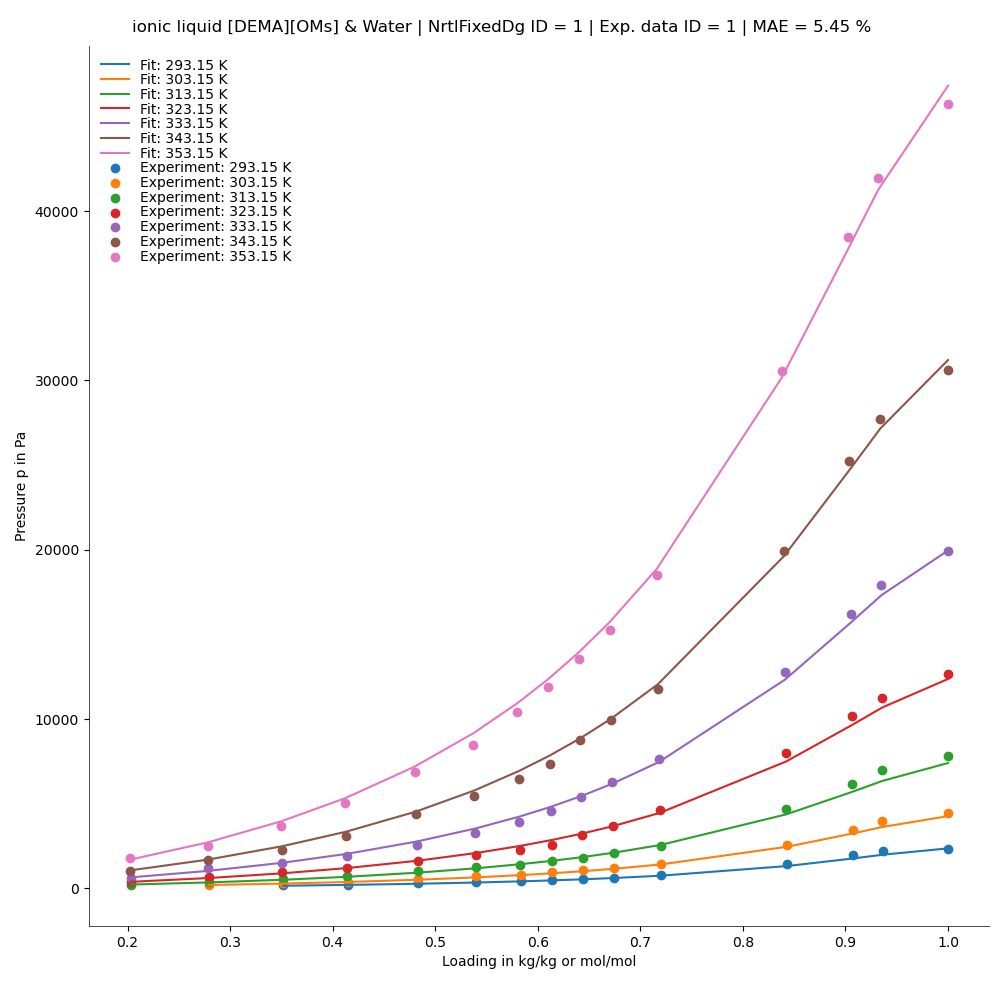 ionic liquid [DEMA][OMs] & Water | NrtlFixedDg ID = 1 | Exp. data ID = 1 | MAE = 5.45 %
Fit: 293.15 K
Fit: 303.15 K
Fit: 313.15 K
Fit: 323.15 K
Fit: 333.15 K
Fit: 343.15 K
Fit: 353.15 K
Experiment: 293.15 K
Experiment: 303.15 K
Experiment: 313.15 K
Experiment: 323.15 K
Experiment: 333.15 K
Experiment: 343.15 K
Experiment: 353.15 K
Pressure p in Pa
40000
30000
20000
10000
0
0.2 0.3 0.4 0.5 0.6 0.7 0.8 0.9 1.0
Loading in kg/kg or mol/mol